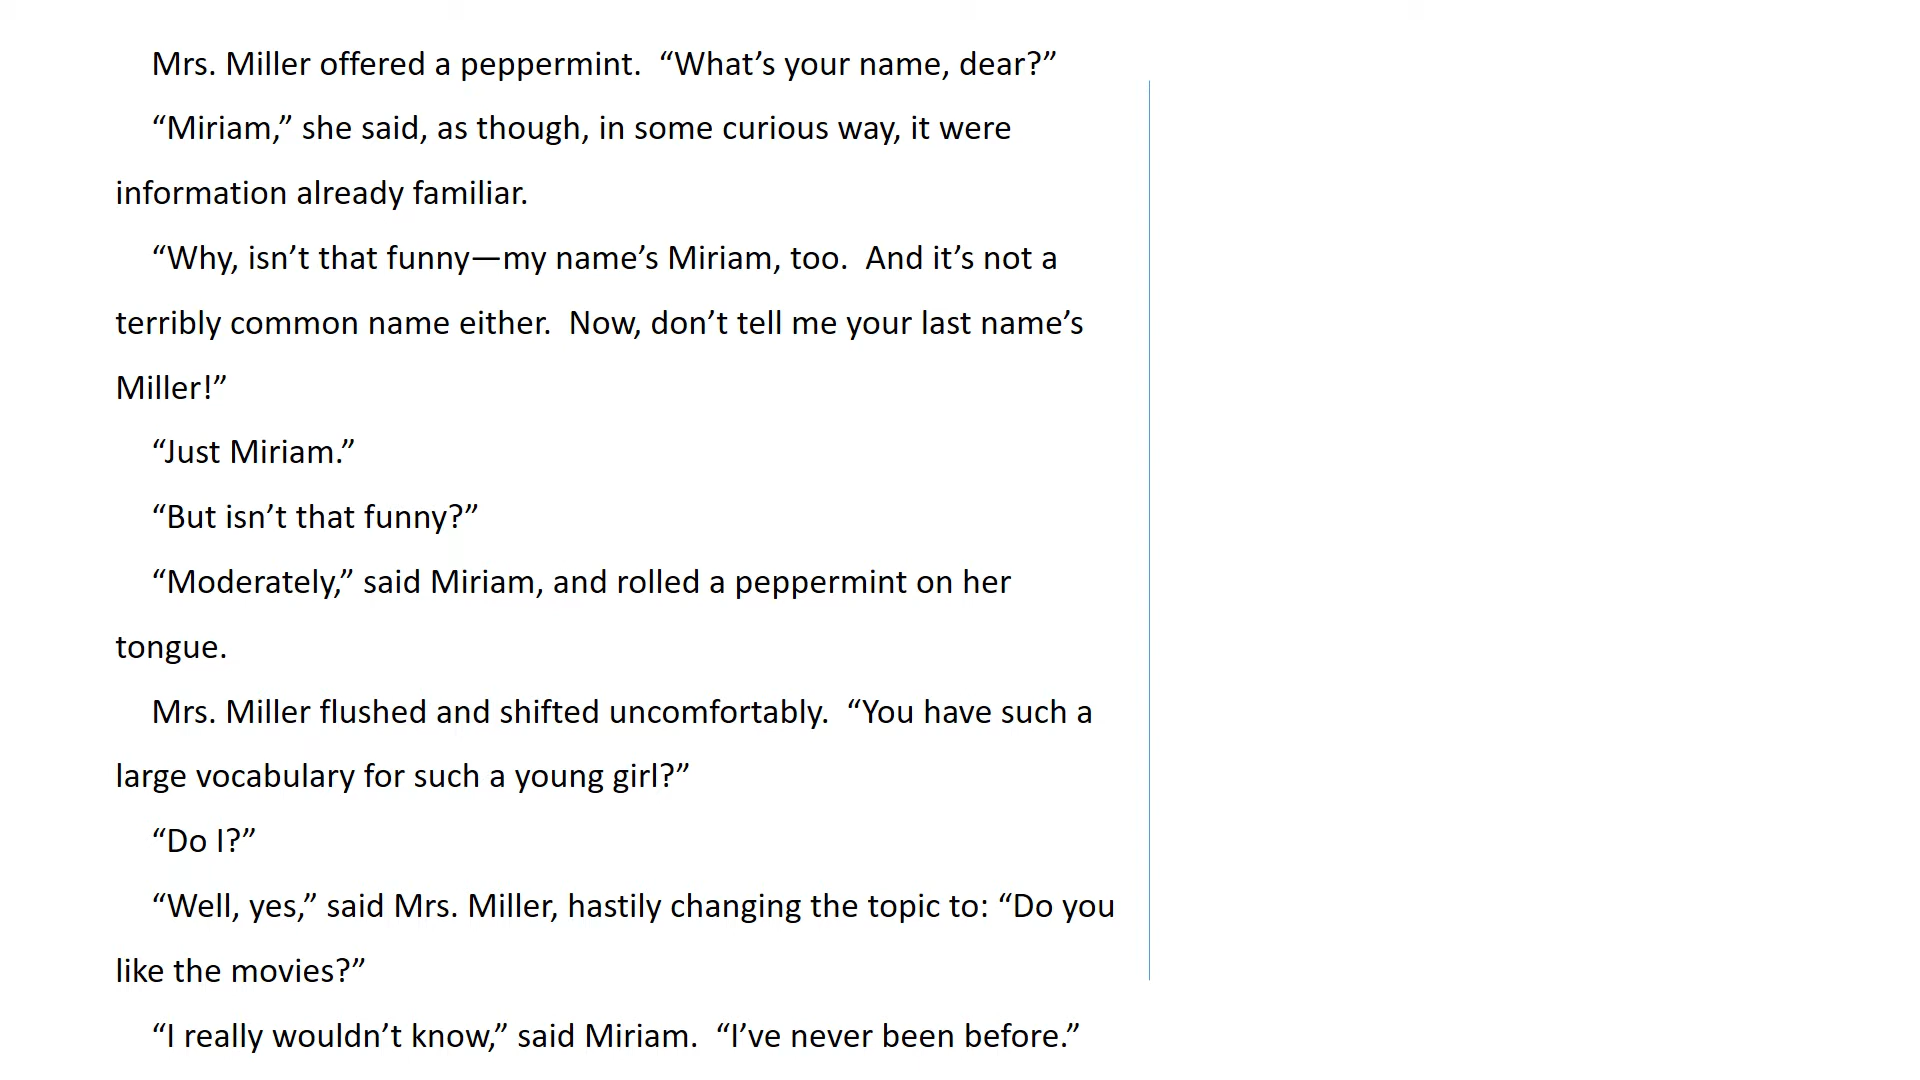 Mrs. Miller offered a peppermint.  “What’s your name, dear?”
“Miriam,” she said, as though, in some curious way, it were
information already familiar.
“Why, isn’t that funny—my name’s Miriam, too.  And it’s not a
terribly common name either.  Now, don’t tell me your last name’s
Miller!”
“Just Miriam.”
“But isn’t that funny?”
“Moderately,” said Miriam, and rolled a peppermint on her
tongue.
Mrs. Miller flushed and shifted uncomfortably.  “You have such a
large vocabulary for such a young girl?”
“Do I?”
“Well, yes,” said Mrs. Miller, hastily changing the topic to: “Do you
like the movies?”
“I really wouldn’t know,” said Miriam.  “I’ve never been before.”